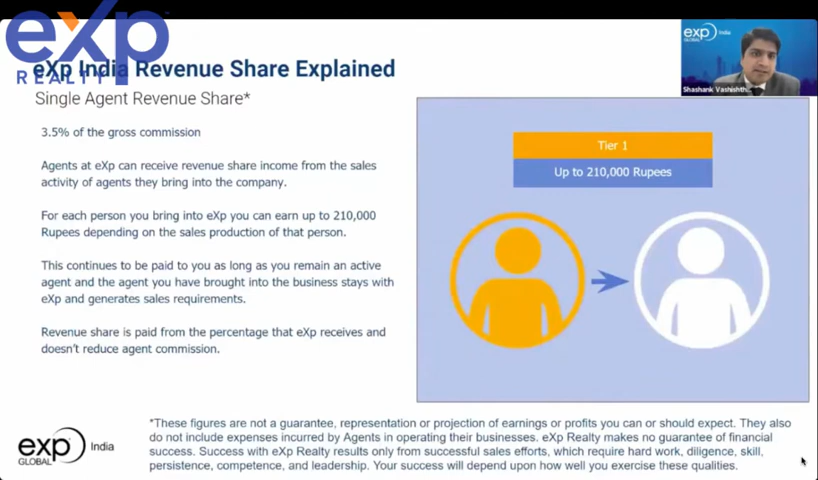 eXp
REALTY
eXp India Revenue Share Explained
Single Agent Revenue Share*
3.5% of the gross commission
Agents at eXp can receive revenue share income from the sales
activity of agents they bring into the company.
For each person you bring into eXp you can earn up to 210,000
Rupees depending on the sales production of that person.
This continues to be paid to you as long as you remain an active
agent and the agent you have brought into the business stays with
eXp and generates sales requirements.
Revenue share is paid from the percentage that eXp receives and
doesn't reduce agent commission.
Tier 1
Up to 210,000 Rupees
exp India
GLOBAL
Shashank Vashishth...
exp India
GLOBAL
*These figures are not a guarantee, representation or projection of earnings or profits you can or should expect. They also
do not include expenses incurred by Agents in operating their businesses. eXp Realty makes no guarantee of financial
success. Success with eXp Realty results only from successful sales efforts, which require hard work, diligence, skill,
persistence, competence, and leadership. Your success will depend upon how well you exercise these qualities.